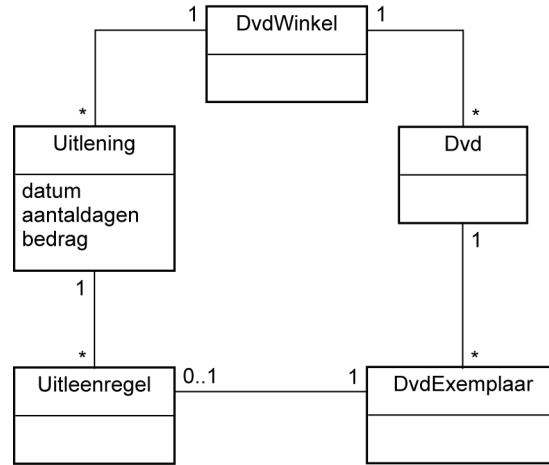 1 DvdWinkel 1
* *
Uitlening Dvd
datum
aantaldagen
bedrag
1 1
* *
Uitleenregel 0..1 1 DvdExemplaar